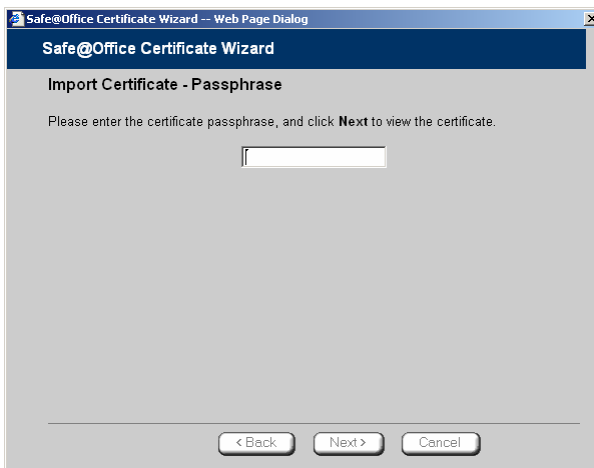 Safe@Office Certificate Wizard -- Web Page Dialog
Safe@Office Certificate Wizard
Import Certificate - Passphrase
Please enter the certificate passphrase, and click Next to view the certificate.
< Back Next > Cancel